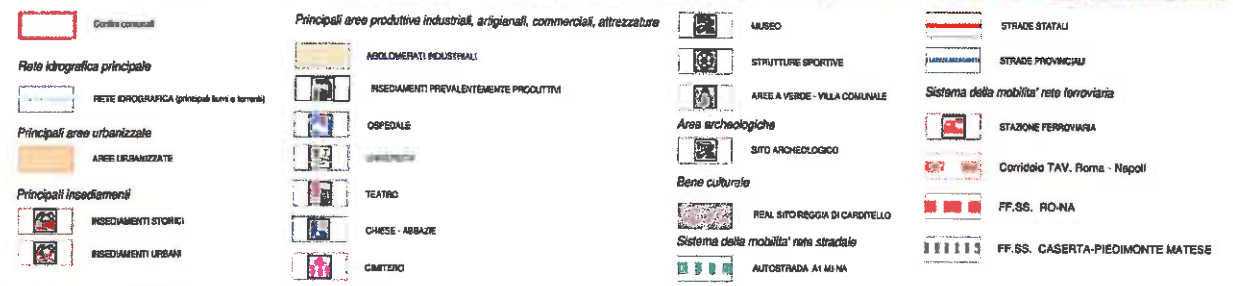 Confini comunali
Rete idrografica principale
RETE IDROGRAFICA (principali fiumi e torrenti)
Principali aree urbanizzate
AREE URBANIZZATE
Principali insediamenti
INSEDIAMENTI STORICI
INSEDIAMENTI URBANI
Principali aree produttive industriali, artigianali, commerciali, attrezzature
AGGLOMERATI INDUSTRIALI
INSEDIAMENTI PREVALENTEMENTE PRODUTTIVI
OSPEDALE
UNIVERSITA'
TEATRO
CHIESE - ABBAZIE
CIMITERO
MUSEO
STRUTTURE SPORTIVE
AREE A VERDE - VILLA COMUNALE
Aree archeologiche
SITO ARCHEOLOGICO
Bene culturale
REAL SITO REGGIA DI CARDITELLO
Sistema della mobilita' rete stradale
AUTOSTRADA A1 MI-NA
STRADE STATALI
STRADE PROVINCIALI
Sistema della mobilita' rete ferroviaria
STAZIONE FERROVIARIA
Corridoio TAV. Roma - Napoli
FF.SS. RO-NA
FF.SS. CASERTA-PIEDIMONTE MATESE